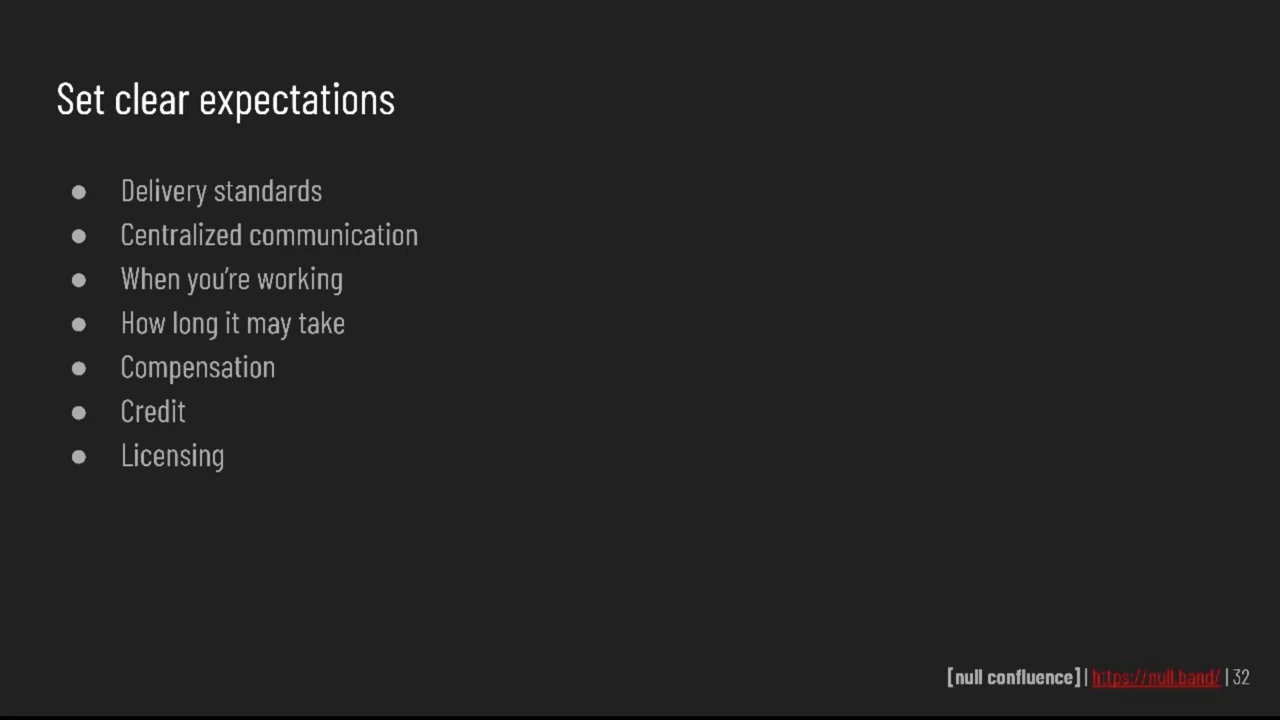 Set clear expectations
● Delivery standards
● Centralized communication
● When you're working
● How long it may take
● Compensation
● Credit
● Licensing
[null confluence] | https://null.band/ | 32